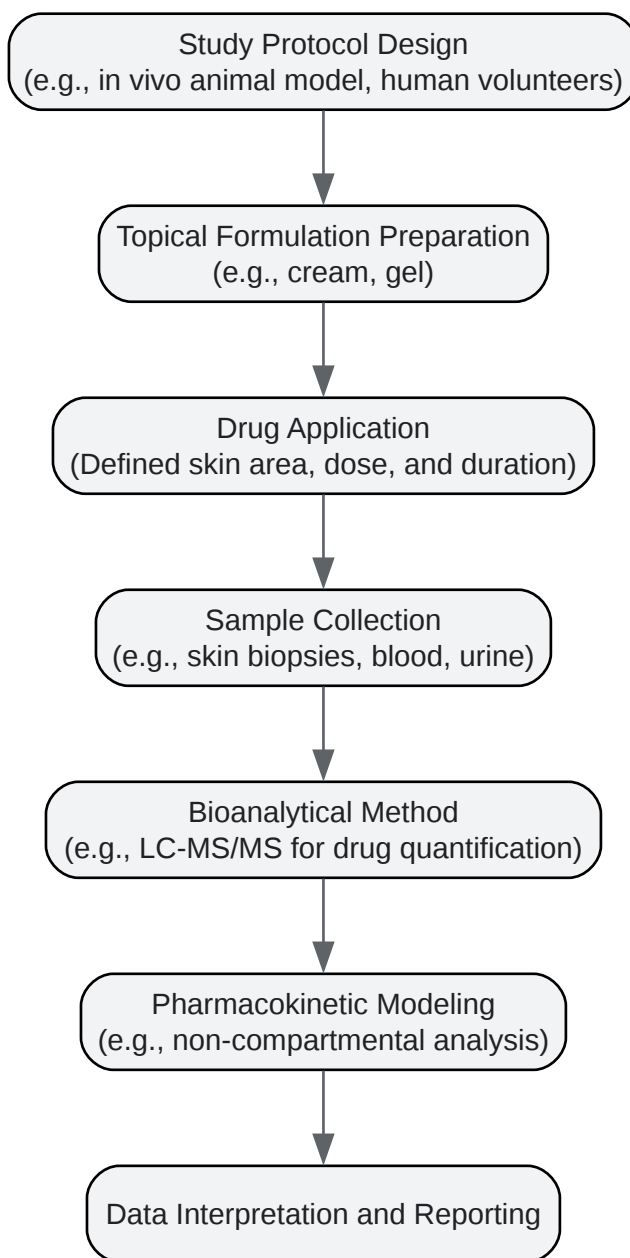 Study Protocol Design
(e.g., in vivo animal model, human volunteers)
Topical Formulation Preparation
(e.g., cream, gel)
Drug Application
(Defined skin area, dose, and duration)
Sample Collection
(e.g., skin biopsies, blood, urine)
Bioanalytical Method
(e.g., LC-MS/MS for drug quantification)
Pharmacokinetic Modeling
(e.g., non-compartmental analysis)
Data Interpretation and Reporting